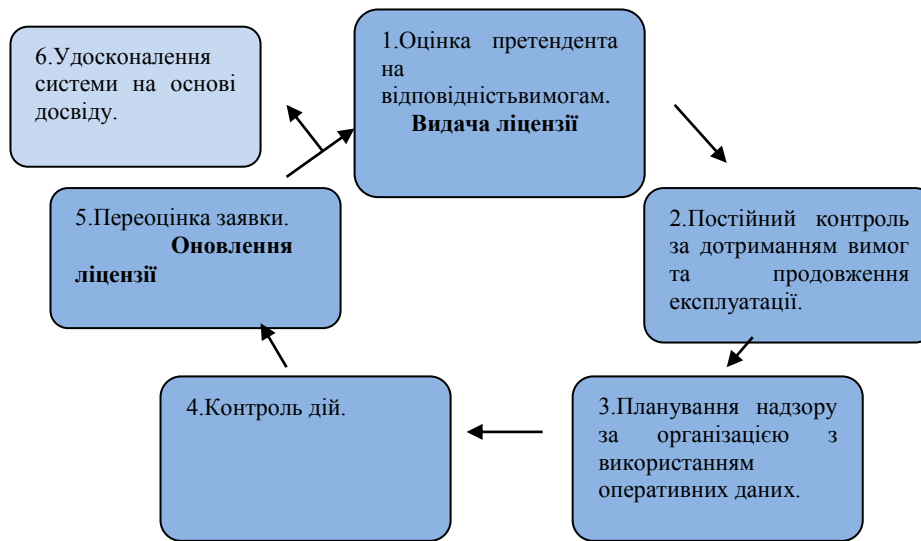 1.Оцінка претендента
на
відповідністьвимогам.
Видача ліцензії
2.Постійний контроль
за дотриманням вимог
та продовження
експлуатації.
3.Планування надзору
за організацією з
використанням
оперативних даних.
4.Контроль дій.
5.Переоцінка заявки.
Оновлення
ліцензії
6.Удосконалення
системи на основі
досвіду.